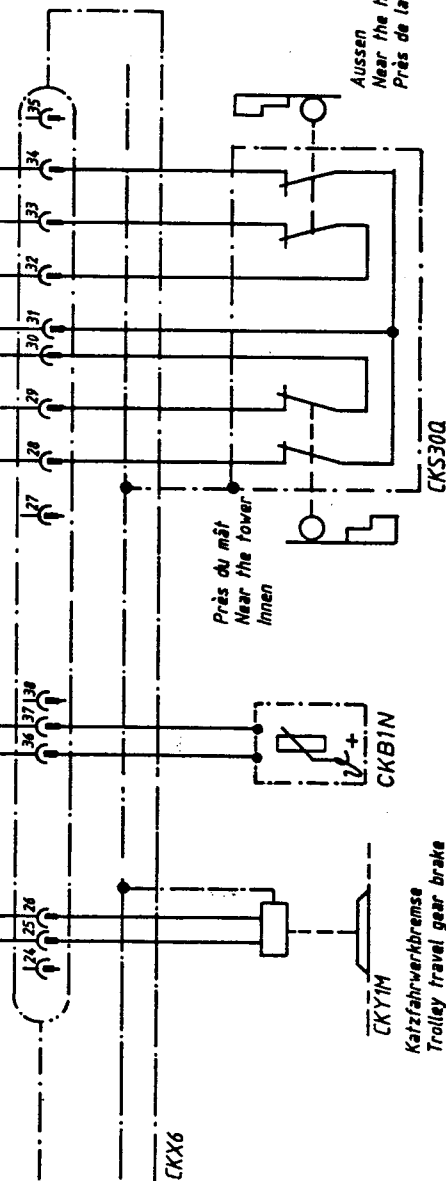 CKX6
24
25
26
36
37
38
27
28
29
30
31
32
33
34
35
CKY1M
Katzfahrwerkbremse
Trolley travel gear brake
CKB1N
+
Près du mât
Near the tower
Innen
CKS30Q
Aussen
Near the
Près de